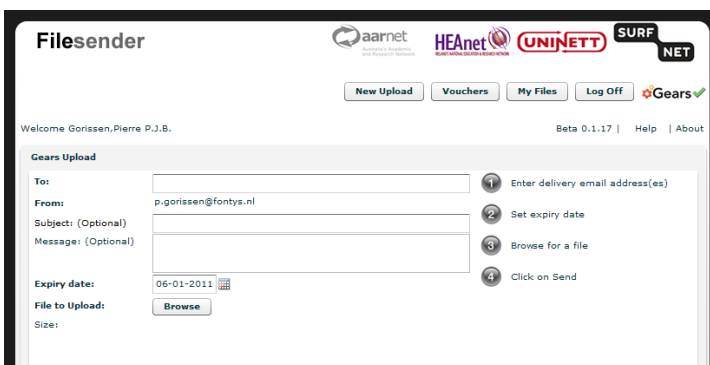 Filesender
aarnet
Australia's Academic
and Research Network
HEAnet
UNINETT
SURF
NET
New Upload
Vouchers
My Files
Log Off
Gears
Welcome Gorissen,Pierre P.J.B.
Beta 0.1.17 | Help | About
Gears Upload
To:
1 Enter delivery email address(es)
From: p.gorissen@fontys.nl
Subject: (Optional)
2 Set expiry date
Message: (Optional)
3 Browse for a file
4 Click on Send
Expiry date: 06-01-2011
File to Upload: Browse
Size: